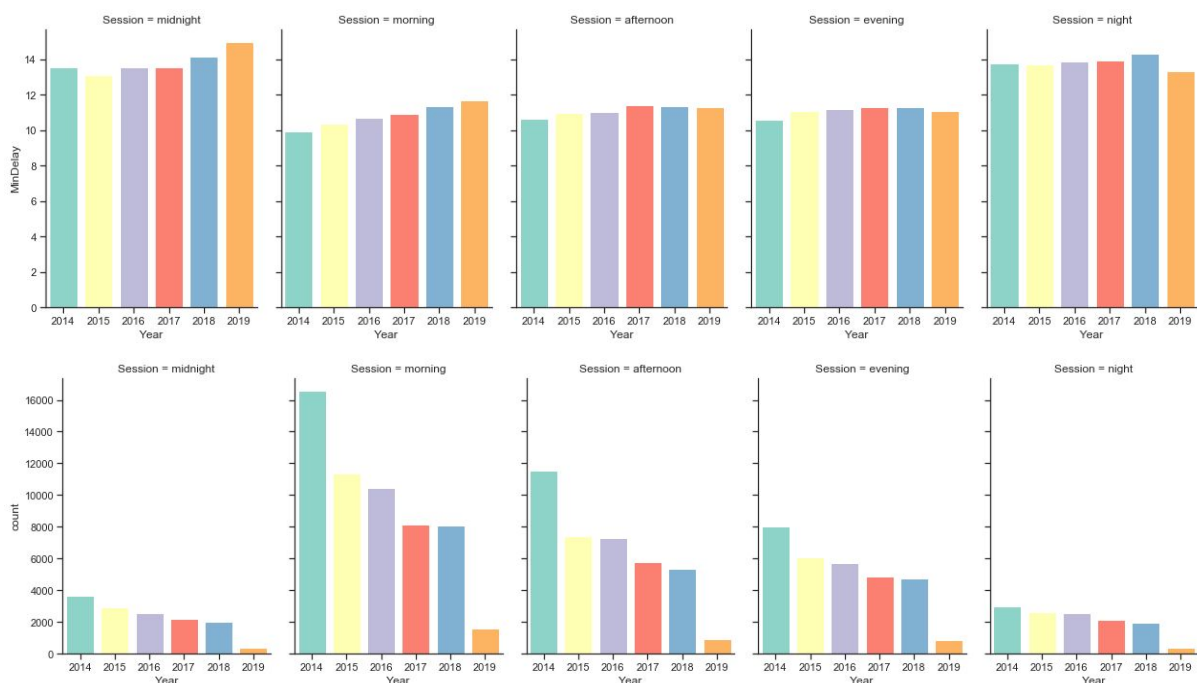 Session = midnight
Session = morning
Session = afternoon
Session = evening
Session = night
MinDelay
14
12
10
8
6
4
2
0
2014 2015 2016 2017 2018 2019
2014 2015 2016 2017 2018 2019
2014 2015 2016 2017 2018 2019
2014 2015 2016 2017 2018 2019
2014 2015 2016 2017 2018 2019
Year
Year
Year
Year
Year
Session = midnight
Session = morning
Session = afternoon
Session = evening
Session = night
count
16000
14000
12000
10000
8000
6000
4000
2000
0
2014 2015 2016 2017 2018 2019
2014 2015 2016 2017 2018 2019
2014 2015 2016 2017 2018 2019
2014 2015 2016 2017 2018 2019
2014 2015 2016 2017 2018 2019
Year
Year
Year
Year
Year